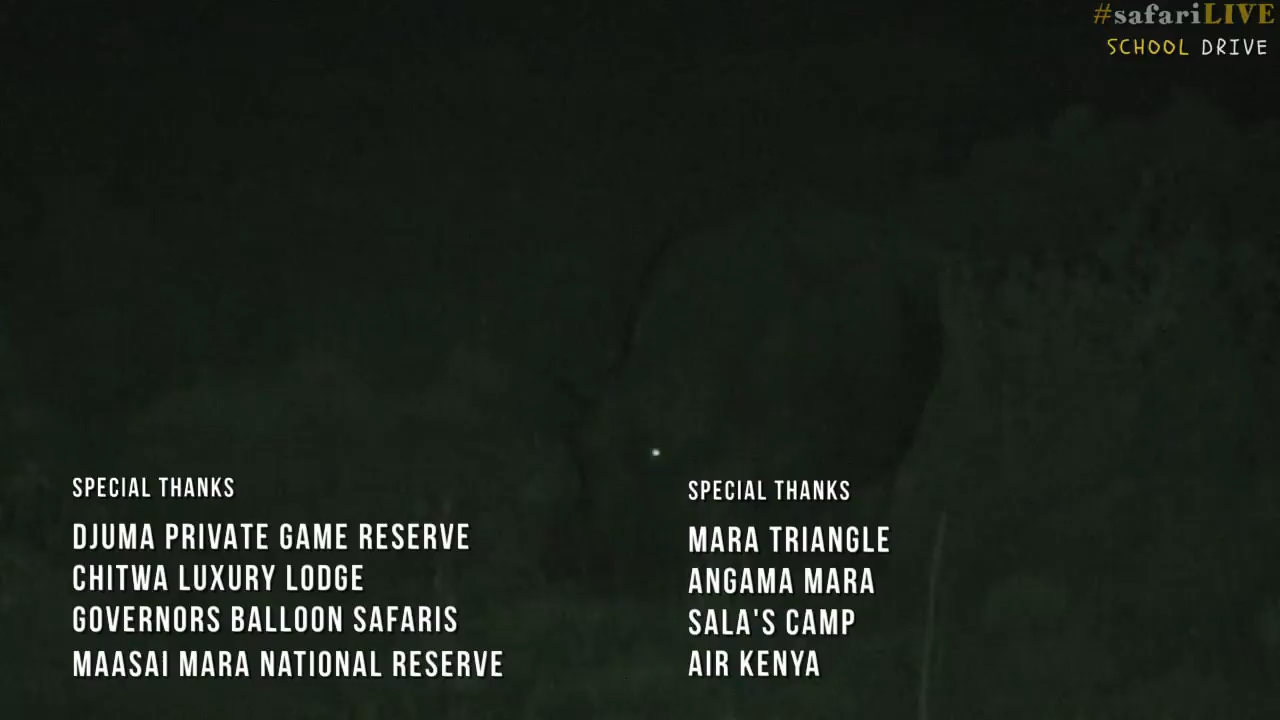 #safariLIVE
SCHOOL DRIVE
SPECIAL THANKS
DJUMA PRIVATE GAME RESERVE
CHITWA LUXURY LODGE
GOVERNORS BALLOON SAFARIS
MAASAI MARA NATIONAL RESERVE
SPECIAL THANKS
MARA TRIANGLE
ANGAMA MARA
SALA'S CAMP
AIR KENYA